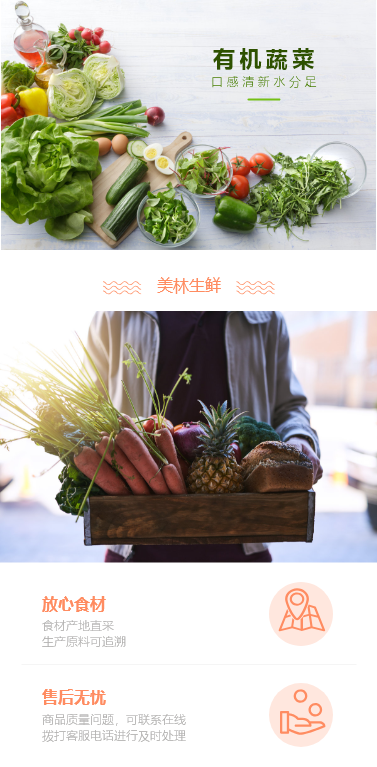 有机蔬菜
口感清新水分足
美林生鲜
放心食材
食材产地直采
生产原料可追溯
售后无忧
商品质量问题，可联系在线
拨打客服电话进行及时处理